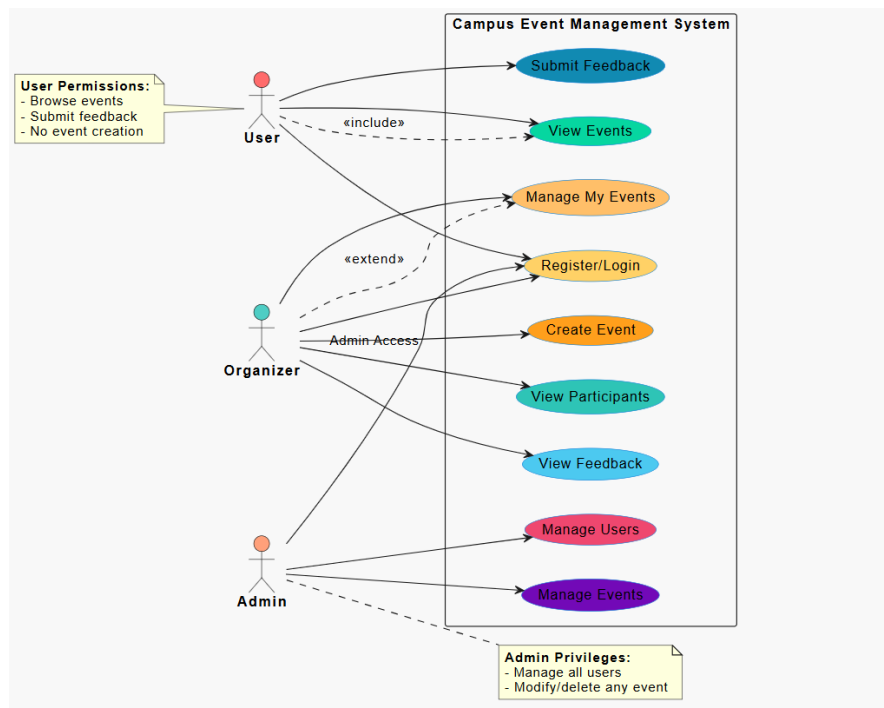 Campus Event Management System
Submit Feedback
User Permissions:
- Browse events
- Submit feedback
- No event creation
User
«include»
View Events
Manage My Events
«extend»
Register/Login
Organizer
Admin Access
Create Event
View Participants
View Feedback
Manage Users
Admin
Manage Events
Admin Privileges:
- Manage all users
- Modify/delete any event